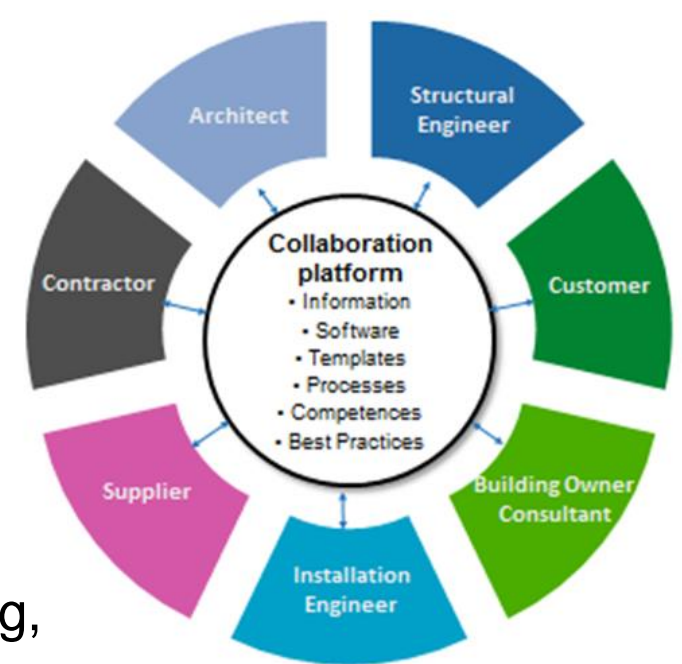 Architect
Structural
Engineer
Contractor
Collaboration
platform
• Information
• Software
• Templates
• Processes
• Competences
• Best Practices
Customer
Supplier
Building Owner
Consultant
Installation
Engineer
g,